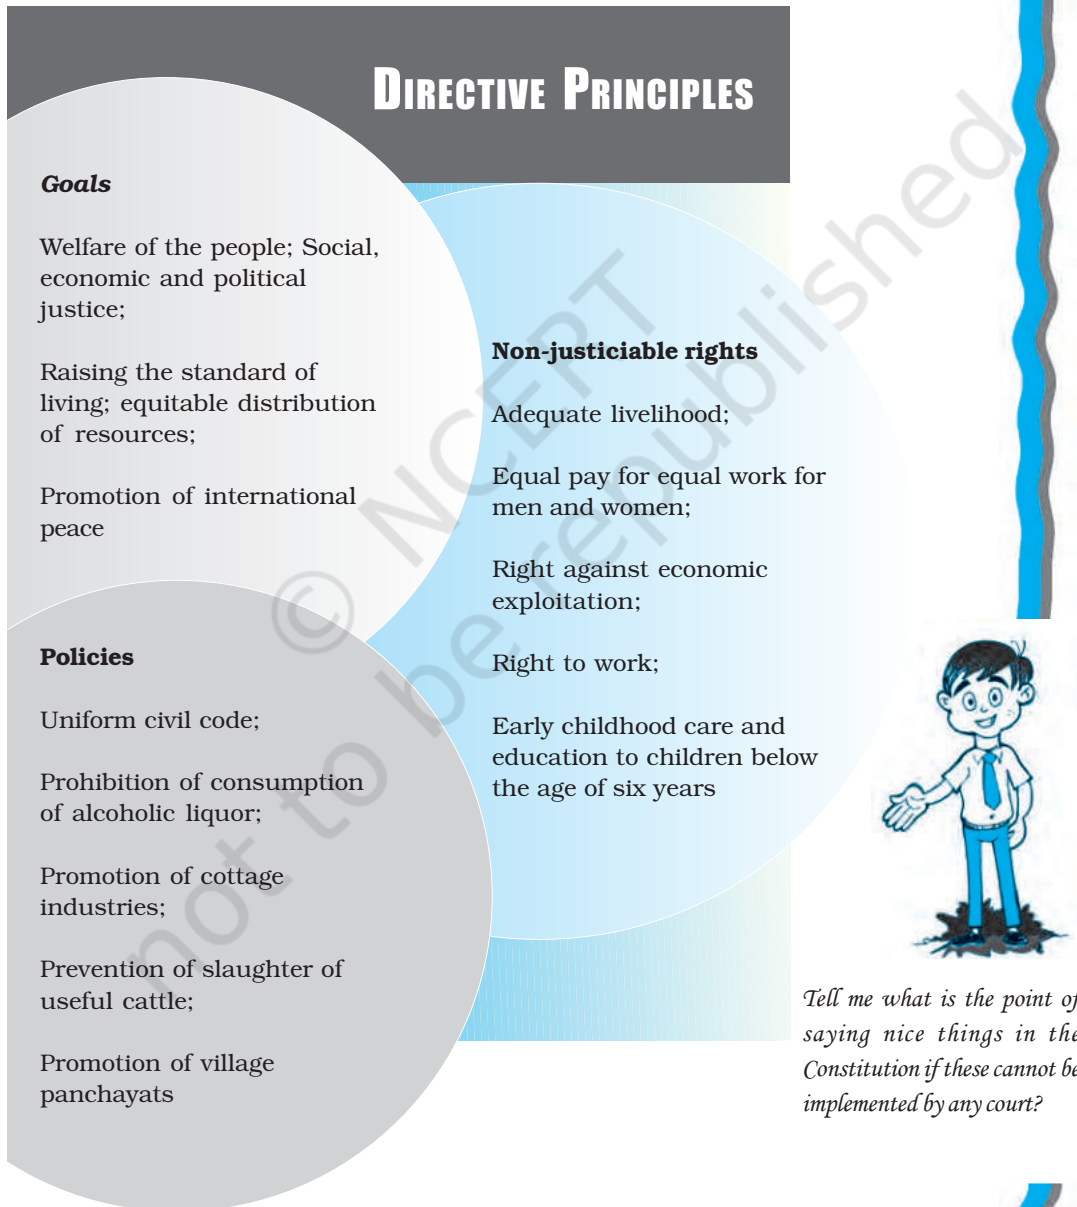 DIRECTIVE PRINCIPLES
Goals
Welfare of the people; Social,
economic and political
justice;
Raising the standard of
living; equitable distribution
of resources;
Promotion of international
peace
Non-justiciable rights
Adequate livelihood;
Equal pay for equal work for
men and women;
Right against economic
exploitation;
Right to work;
Early childhood care and
education to children below
the age of six years
Policies
Uniform civil code;
Prohibition of consumption
of alcoholic liquor;
Promotion of cottage
industries;
Prevention of slaughter of
useful cattle;
Promotion of village
panchayats
Tell me what is the point of
saying nice things in the
Constitution if these cannot be
implemented by any court?
© NCERT
not to be republished